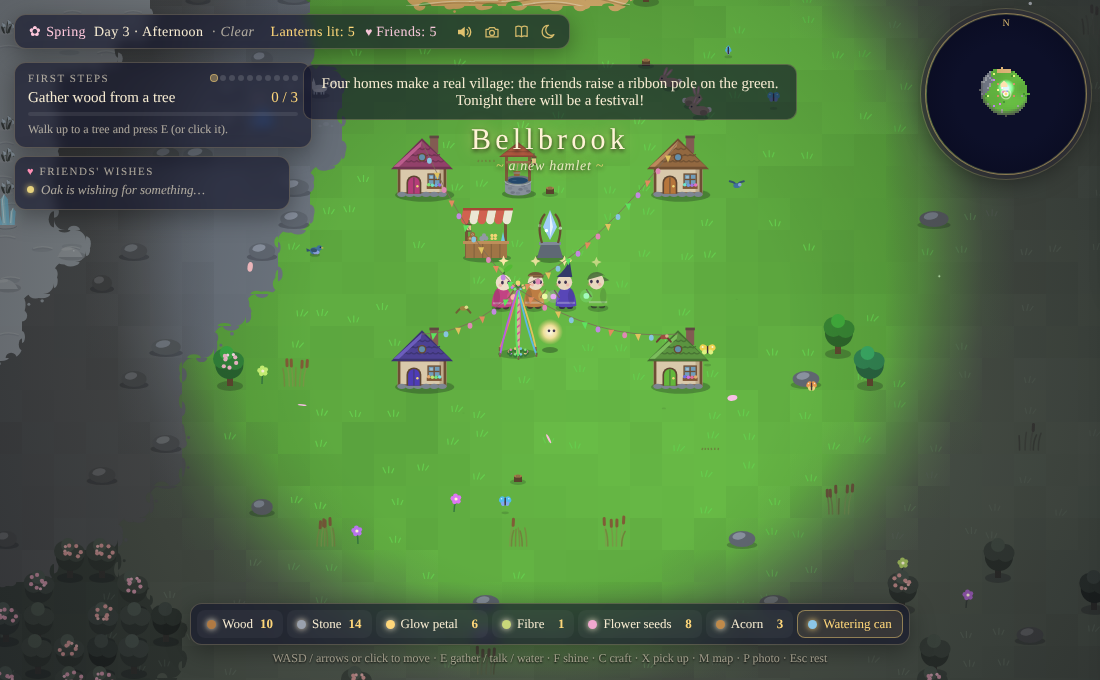 ✿ Spring Day 3 · Afternoon · Clear Lanterns lit: 5 ♥ Friends: 5
N
FIRST STEPS
Gather wood from a tree 0 / 3
Walk up to a tree and press E (or click it).
Four homes make a real village: the friends raise a ribbon pole on the green.
Tonight there will be a festival!
Bellbrook
~ a new hamlet ~
♥ FRIENDS' WISHES
Oak is wishing for something…
Wood 10 Stone 14 Glow petal 6 Fibre 1 Flower seeds 8 Acorn 3 Watering can
WASD / arrows or click to move · E gather / talk / water · F shine · C craft · X pick up · M map · P photo · Esc rest